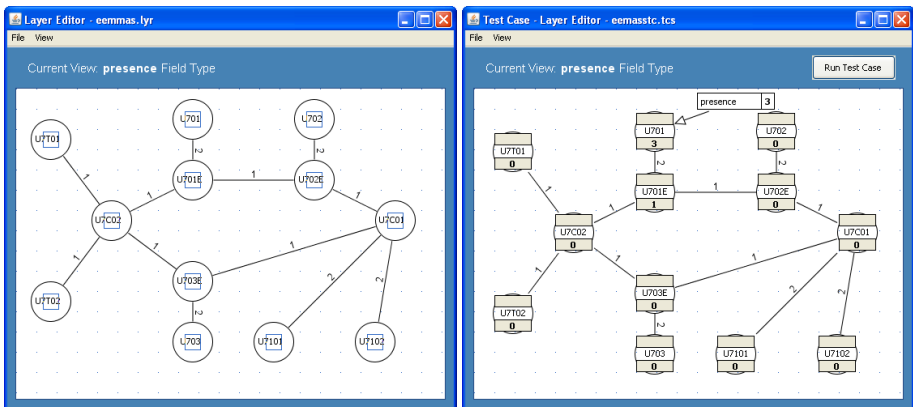 Layer Editor - eemmas.lyr
File View
Current View: presence Field Type
U701
U702
U7T01
2
2
1
U701E
1
U702E
1
1
U7C02
U7C01
1
1
1
U703E
2
2
U7T02
2
U703
U7101
U7102
Test Case - Layer Editor - eemasstc.tcs
File View
Current View: presence Field Type
Run Test Case
presence 3
U701
3
U702
0
U7T01
0
2
2
1
U701E
1
1
U702E
0
1
1
U7C02
0
U7C01
0
1
1
1
U703E
0
2
2
U7T02
0
2
U703
0
U7101
0
U7102
0